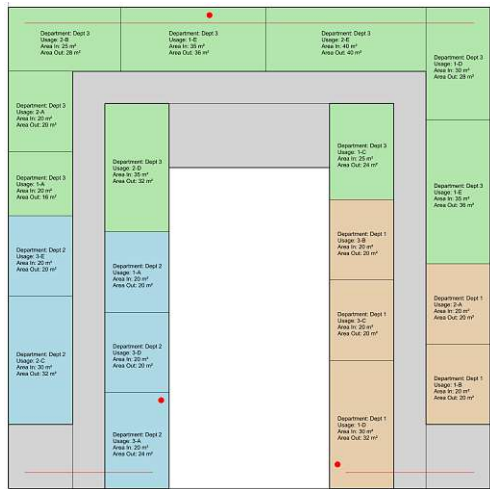 Department: Dept 3
Usage: 2-B
Area In: 25 m²
Area Out: 28 m²
Department: Dept 3
Usage: 1-E
Area In: 35 m²
Area Out: 36 m²
Department: Dept 3
Usage: 2-E
Area In: 40 m²
Area Out: 40 m²
Department: Dept 3
Usage: 1-D
Area In: 30 m²
Area Out: 28 m²
Department: Dept 3
Usage: 2-A
Area In: 20 m²
Area Out: 20 m²
Department: Dept 3
Usage: 2-D
Area In: 35 m²
Area Out: 32 m²
Department: Dept 3
Usage: 1-C
Area In: 25 m²
Area Out: 24 m²
Department: Dept 3
Usage: 1-A
Area In: 20 m²
Area Out: 16 m²
Department: Dept 3
Usage: 1-E
Area In: 35 m²
Area Out: 36 m²
Department: Dept 2
Usage: 3-E
Area In: 20 m²
Area Out: 20 m²
Department: Dept 2
Usage: 1-A
Area In: 20 m²
Area Out: 20 m²
Department: Dept 1
Usage: 3-B
Area In: 20 m²
Area Out: 20 m²
Department: Dept 1
Usage: 2-A
Area In: 20 m²
Area Out: 20 m²
Department: Dept 2
Usage: 2-C
Area In: 30 m²
Area Out: 32 m²
Department: Dept 2
Usage: 3-D
Area In: 20 m²
Area Out: 20 m²
Department: Dept 1
Usage: 3-C
Area In: 20 m²
Area Out: 20 m²
Department: Dept 1
Usage: 1-B
Area In: 20 m²
Area Out: 20 m²
Department: Dept 2
Usage: 3-A
Area In: 20 m²
Area Out: 24 m²
Department: Dept 1
Usage: 1-D
Area In: 30 m²
Area Out: 32 m²